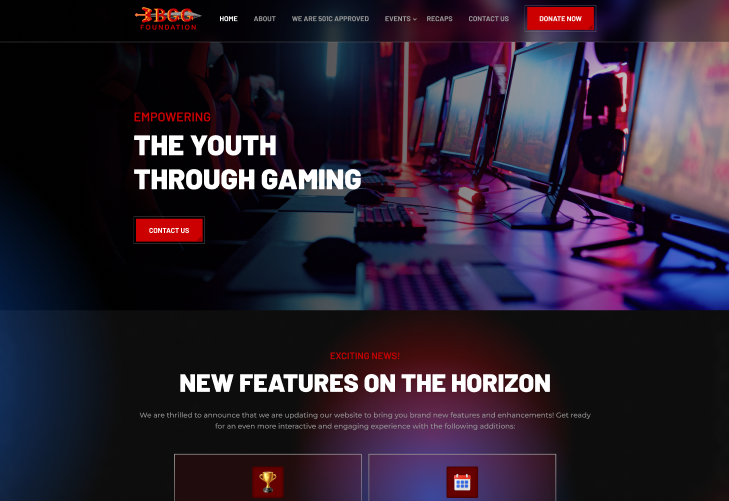 3BGG
FOUNDATION
HOME
ABOUT
WE ARE 501C APPROVED
EVENTS
RECAPS
CONTACT US
DONATE NOW
EMPOWERING
THE YOUTH
THROUGH GAMING
CONTACT US
EXCITING NEWS!
NEW FEATURES ON THE HORIZON
We are thrilled to announce that we are updating our website to bring you brand new features and enhancements! Get ready
for an even more interactive and engaging experience with the following additions: